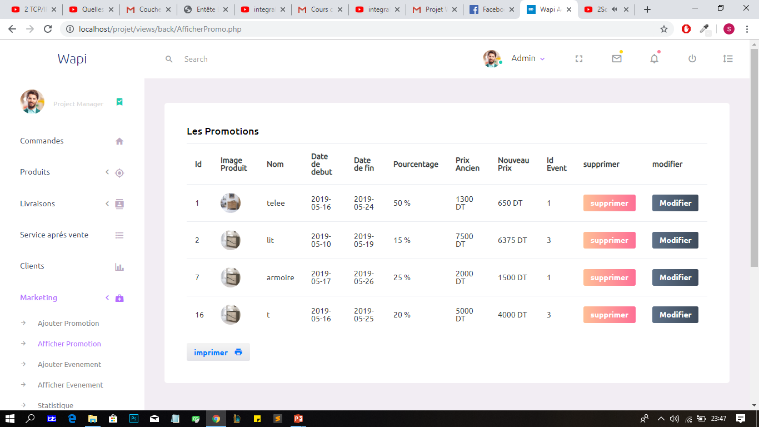 2 TCP/I
Quelle
Couche
Entête
integra
Cours c
integra
Projet V
Facebo
Wapi A
2Sc
localhost/projet/views/back/AfficherPromo.php
Wapi
Search
Admin
Project Manager
Commandes
Produits
Livraisons
Service aprés vente
Clients
Marketing
Ajouter Promotion
Afficher Promotion
Ajouter Evenement
Afficher Evenement
Statistique
Les Promotions
Id Image Produit Nom Date de debut Date de fin Pourcentage Prix Ancien Nouveau Prix Id Event supprimer modifier
1 telee 2019-05-16 2019-05-24 50 % 1300 DT 650 DT 1 supprimer Modifier
2 lit 2019-05-10 2019-05-19 15 % 7500 DT 6375 DT 3 supprimer Modifier
7 armoire 2019-05-17 2019-05-26 25 % 2000 DT 1500 DT 1 supprimer Modifier
16 t 2019-05-16 2019-05-25 20 % 5000 DT 4000 DT 3 supprimer Modifier
imprimer
23:47